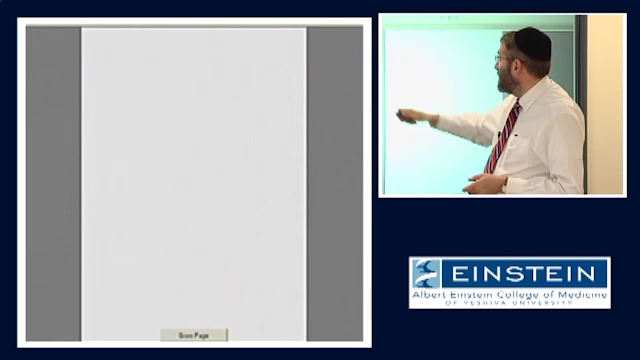 EINSTEIN
Albert Einstein College of Medicine
OF YESHIVA UNIVERSITY